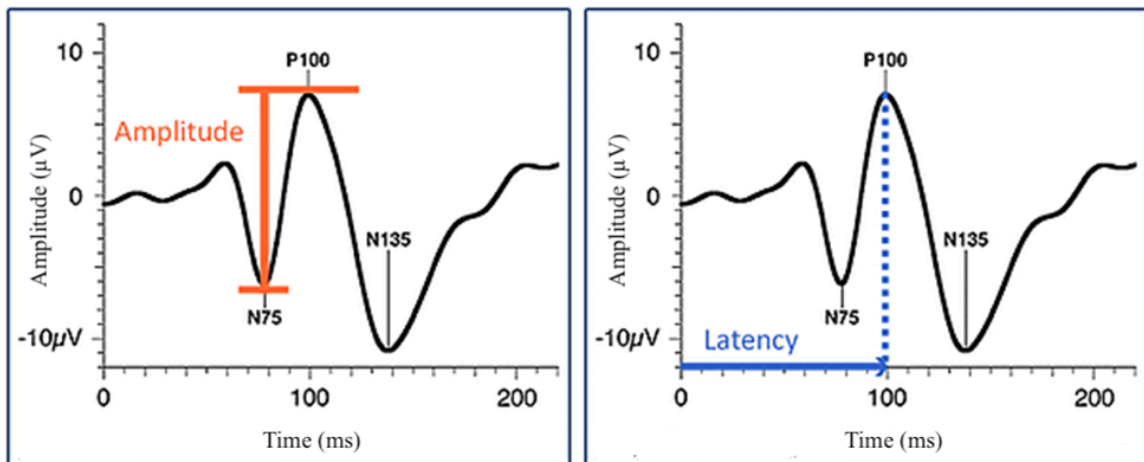 10
P100
Amplitude
Amplitude (µV)
0
N135
N75
-10µV
0
100
200
Time (ms)
10
P100
Amplitude (µV)
0
N135
N75
-10µV
Latency
0
100
200
Time (ms)